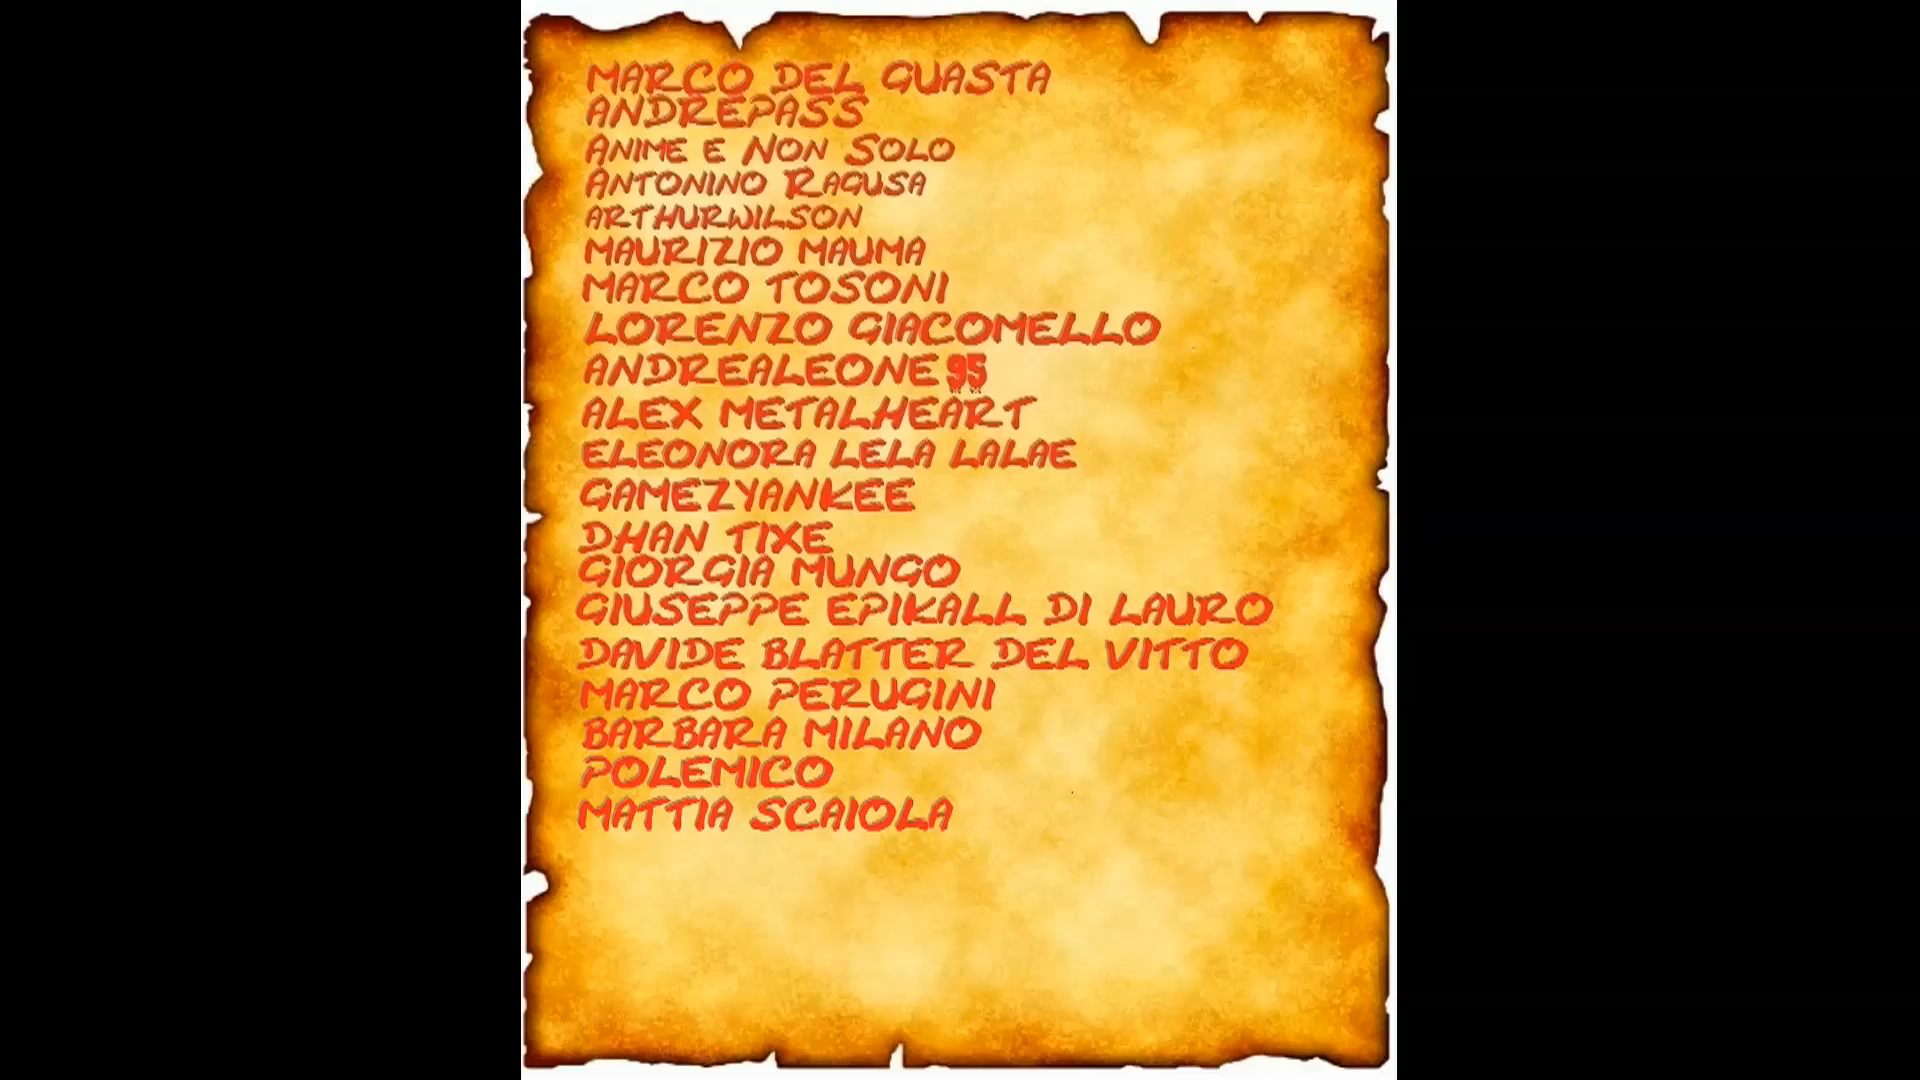 MARCO DEL GUASTA
ANDREPASS
ANIME E NON SOLO
ANTONINO RAGUSA
ARTHURWILSON
MAURIZIO MAUMA
MARCO TOSONI
LORENZO GIACOMELLO
ANDREALEONE95
ALEX METALHEART
ELEONORA LELA LALAE
GAMEZYANKEE
DHAN TIXE
GIORGIA MUNGO
GIUSEPPE EPIKALL DI LAURO
DAVIDE BLATTER DEL VITTO
MARCO PERUGINI
BARBARA MILANO
POLEMICO
MATTIA SCAIOLA